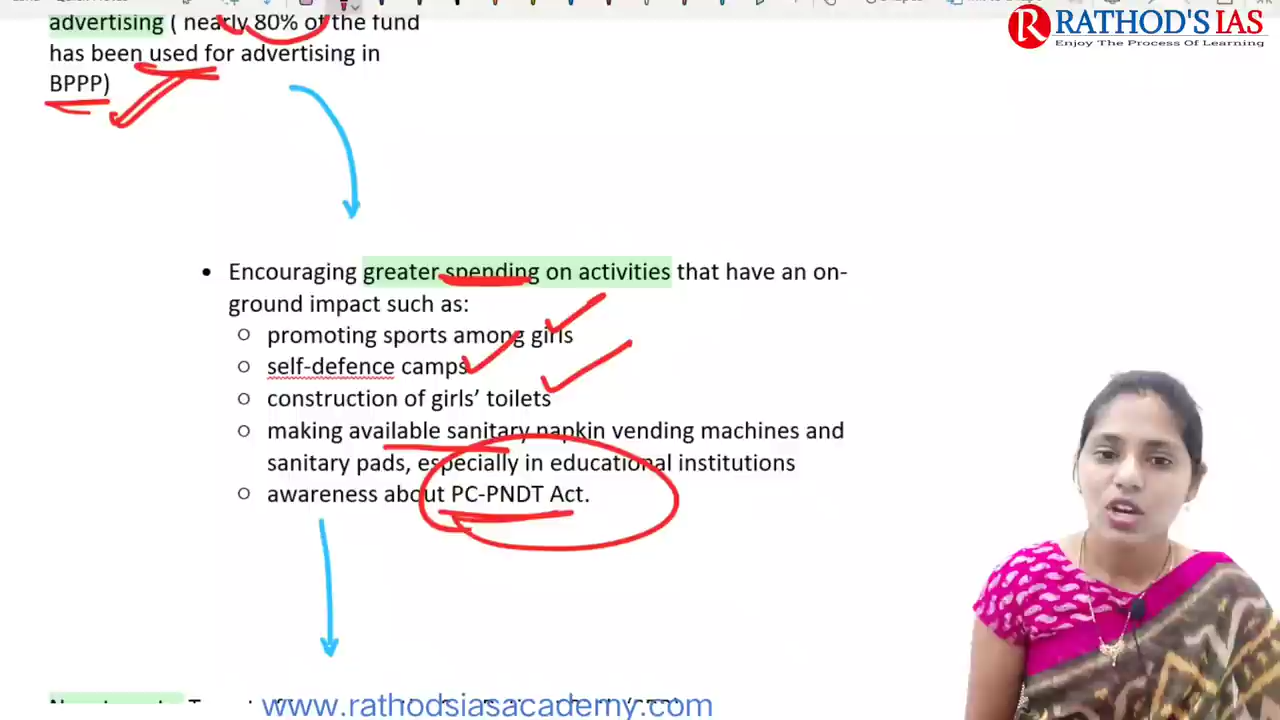 RATHOD'S IAS
Enjoy The Process Of Learning
advertising ( nearly 80% of the fund
has been used for advertising in
BPPP)
• Encouraging greater spending on activities that have an on-
ground impact such as:
o promoting sports among girls
o self-defence camps
o construction of girls' toilets
o making available sanitary napkin vending machines and
sanitary pads, especially in educational institutions
o awareness about PC-PNDT Act.
www.rathodsiasacademy.com